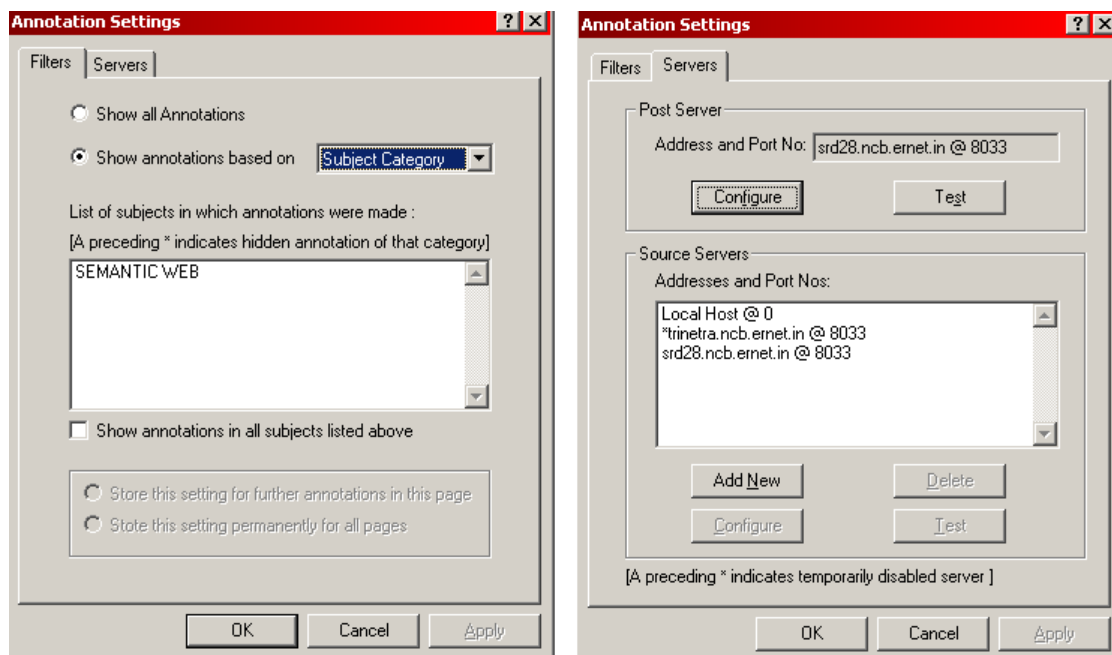 Annotation Settings
Filters
Servers
Show all Annotations
Show annotations based on
Subject Category
List of subjects in which annotations were made :
[A preceding * indicates hidden annotation of that category]
SEMANTIC WEB
Show annotations in all subjects listed above
Store this setting for further annotations in this page
Stote this setting permanently for all pages
OK
Cancel
Apply
Annotation Settings
Filters
Servers
Post Server
Address and Port No:
srd28.ncb.ernet.in @ 8033
Configure
Test
Source Servers
Addresses and Port Nos:
Local Host @ 0
*trinetra.ncb.ernet.in @ 8033
srd28.ncb.ernet.in @ 8033
Add New
Delete
Configure
Test
[A preceding * indicates temporarily disabled server ]
OK
Cancel
Apply